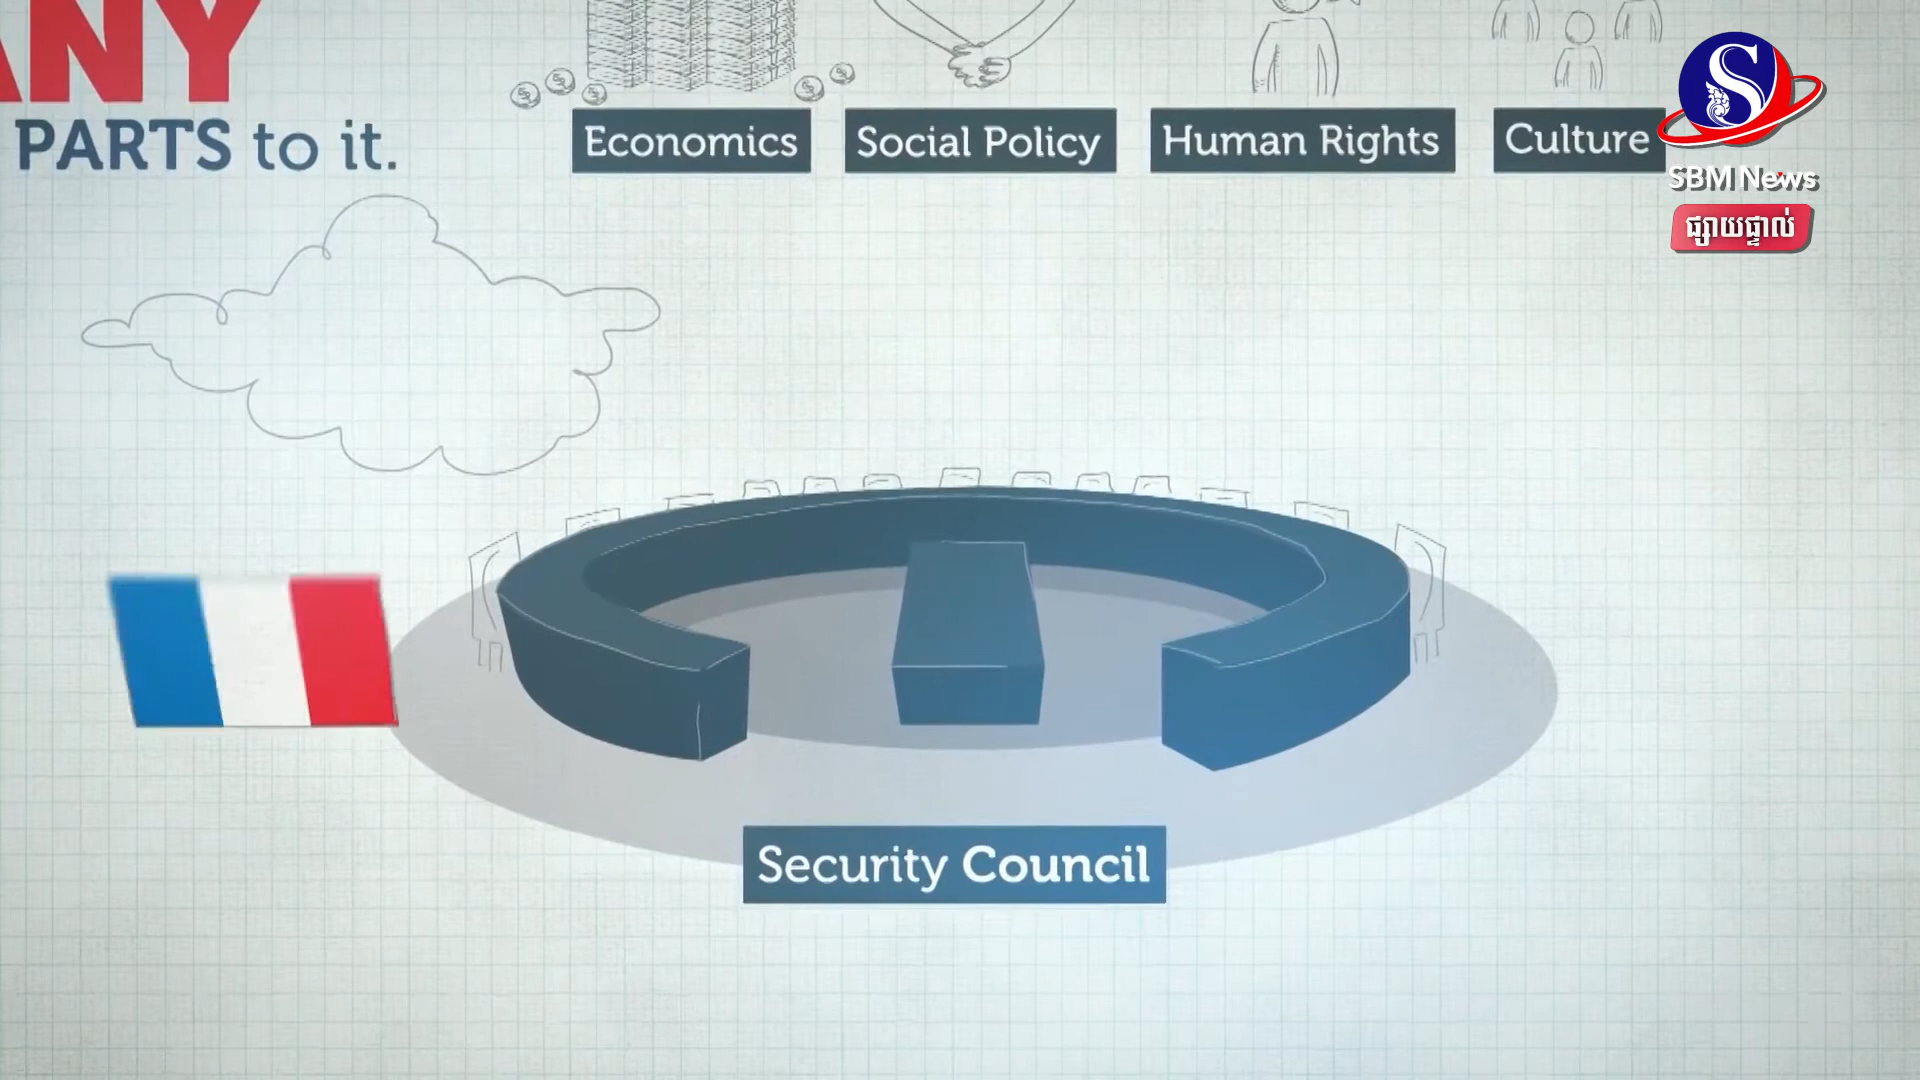 ANY
PARTS to it.
Economics
Social Policy
Human Rights
Culture
S
SBM News
ផ្សាយផ្ទាល់
Security Council